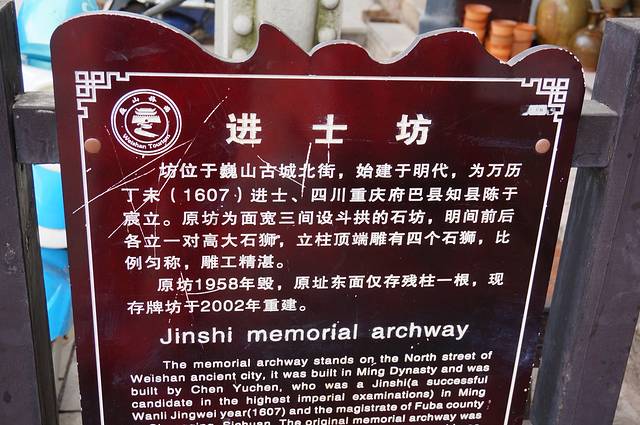 巍山旅游
Weishan Tourism
进士坊
坊位于巍山古城北街，始建于明代，为万历
丁未（1607）进士、四川重庆府巴县知县陈于
宸立。原坊为面宽三间设斗拱的石坊，明间前后
各立一对高大石狮，立柱顶端雕有四个石狮，比
例匀称，雕工精湛。
原坊1958年毁，原址东面仅存残柱一根，现
存牌坊于2002年重建。
Jinshi memorial archway
The memorial archway stands on the North street of
Weishan ancient city, it was built in Ming Dynasty and was
built by Chen Yuchen, who was a Jinshi(a successful
candidate in the highest imperial examinations) in Ming
Wanli Jingwei year(1607) and the magistrate of Fuba county
Sichuan. The original memorial archway was